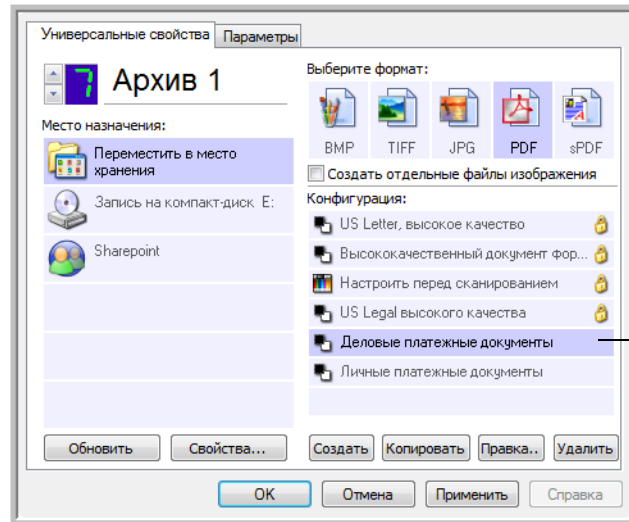 Универсальные свойства Параметры
7 Архив 1
Место назначения:
Переместить в место
хранения
Запись на компакт-диск E:
Sharepoint
Обновить Свойства...
Выберите формат:
BMP TIFF JPG PDF sPDF
Создать отдельные файлы изображения
Конфигурация:
US Letter, высокое качество
Высококачественный документ фор...
Настроить перед сканированием
US Legal высокого качества
Деловые платежные документы
Личные платежные документы
Создать Копировать Правка.. Удалить
OK Отмена Применить Справка